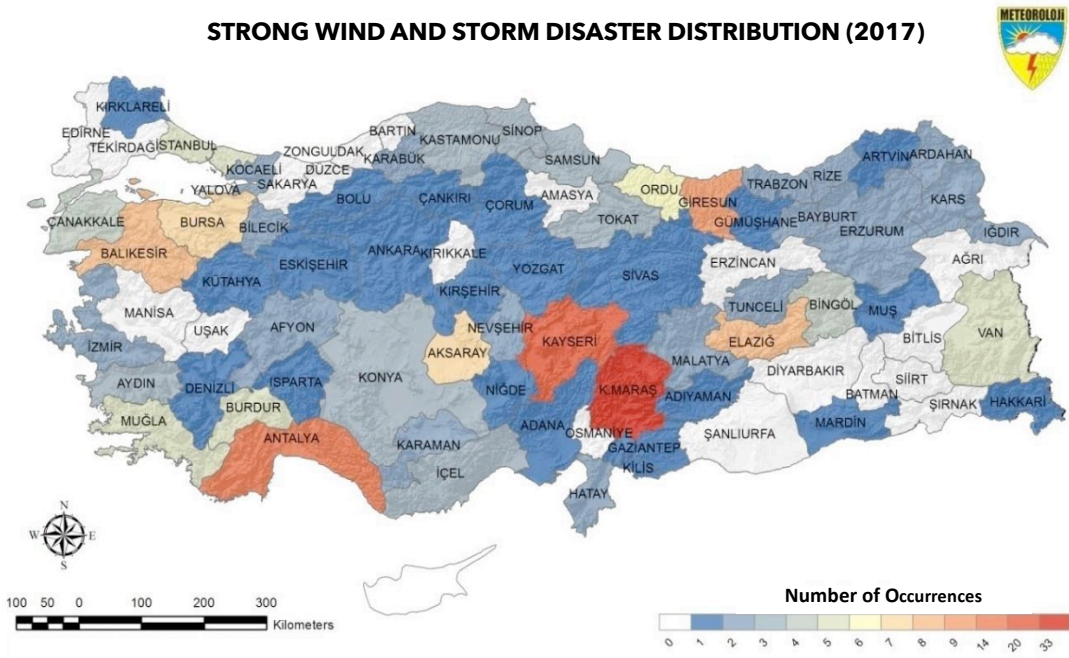 STRONG WIND AND STORM DISASTER DISTRIBUTION (2017)
METEOROLOJİ
KIRKLARELİ
EDİRNE
TEKİRDAĞ
İSTANBUL
KOCAELİ
YALOVA
SAKARYA
DÜZCE
ZONGULDAK
BARTIN
KARABÜK
KASTAMONU
SİNOP
SAMSUN
AMASYA
ORDU
TOKAT
GİRESUN
TRABZON
GÜMÜŞHANE
RİZE
ARTVİN
ARDAHAN
KARS
BAYBURT
ERZURUM
IĞDIR
AĞRI
ÇANAKKALE
BALIKESİR
BURSA
BİLECİK
BOLU
ÇANKIRI
ÇORUM
ANKARA
KIRIKKALE
ESKİŞEHİR
KÜTAHYA
YOZGAT
SİVAS
ERZİNCAN
KIRŞEHİR
TUNCELİ
BİNGÖL
MUŞ
BİTLİS
VAN
MANİSA
UŞAK
AFYON
NEVŞEHİR
KAYSERİ
AKSARAY
ELAZIĞ
MALATYA
İZMİR
AYDIN
DENİZLİ
ISPARTA
BURDUR
KONYA
NİĞDE
K.MARAŞ
ADIYAMAN
DİYARBAKIR
BATMAN
SİİRT
ŞIRNAK
HAKKARİ
MARDİN
ŞANLIURFA
MUĞLA
ANTALYA
KARAMAN
İÇEL
ADANA
OSMANİYE
GAZİANTEP
KİLİS
HATAY
N
W E
S
100 50 0 100 200 300
Kilometers
Number of Occurrences
0 1 2 3 4 5 6 7 8 9 14 20 33